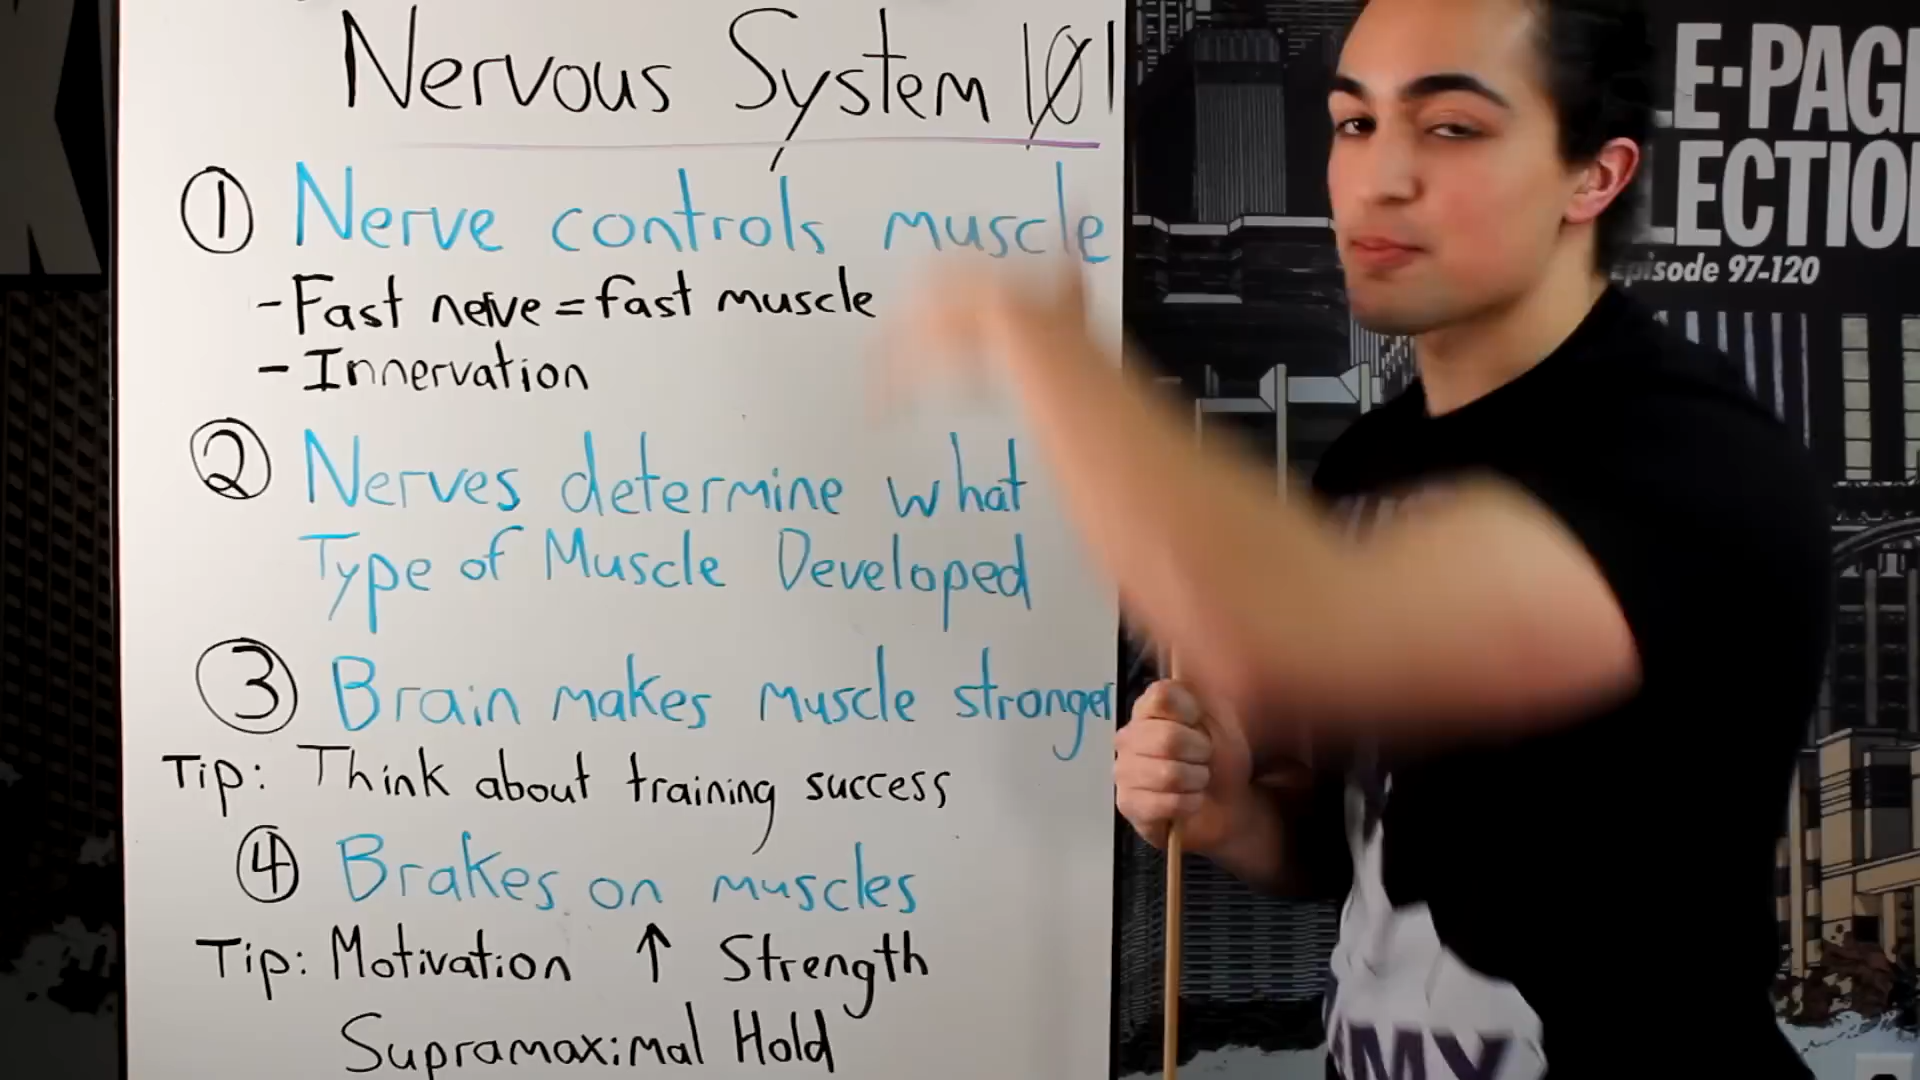 Nervous System 101
① Nerve controls muscle
- Fast nerve = fast muscle
- Innervation
② Nerves determine what
Type of Muscle Developed
③ Brain makes muscle stronger
Tip: Think about training success
④ Brakes on muscles
Tip: Motivation ↑ Strength
Supramaximal Hold
E-PAG
LECTIO
Episode 97-120
MY